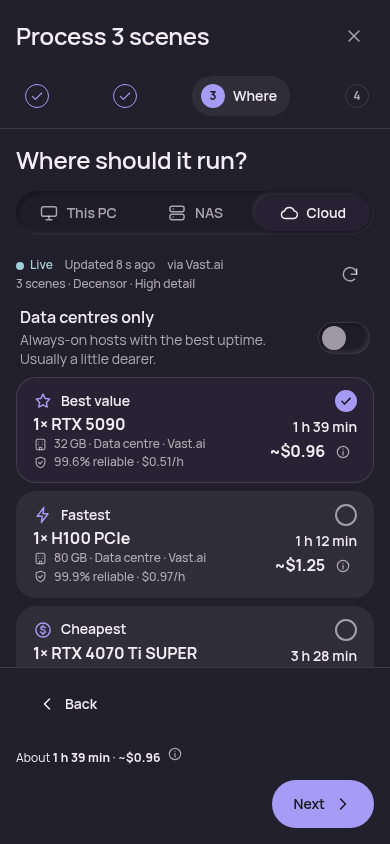 Process 3 scenes
3 Where
4
Where should it run?
This PC
NAS
Cloud
Live Updated 8 s ago via Vast.ai
3 scenes · Decensor · High detail
Data centres only
Always-on hosts with the best uptime.
Usually a little dearer.
Best value
1× RTX 5090
1 h 39 min
32 GB · Data centre · Vast.ai
~$0.96
99.6% reliable · $0.51/h
Fastest
1× H100 PCIe
1 h 12 min
80 GB · Data centre · Vast.ai
~$1.25
99.9% reliable · $0.97/h
Cheapest
1× RTX 4070 Ti SUPER
3 h 28 min
Back
About 1 h 39 min · ~$0.96
Next